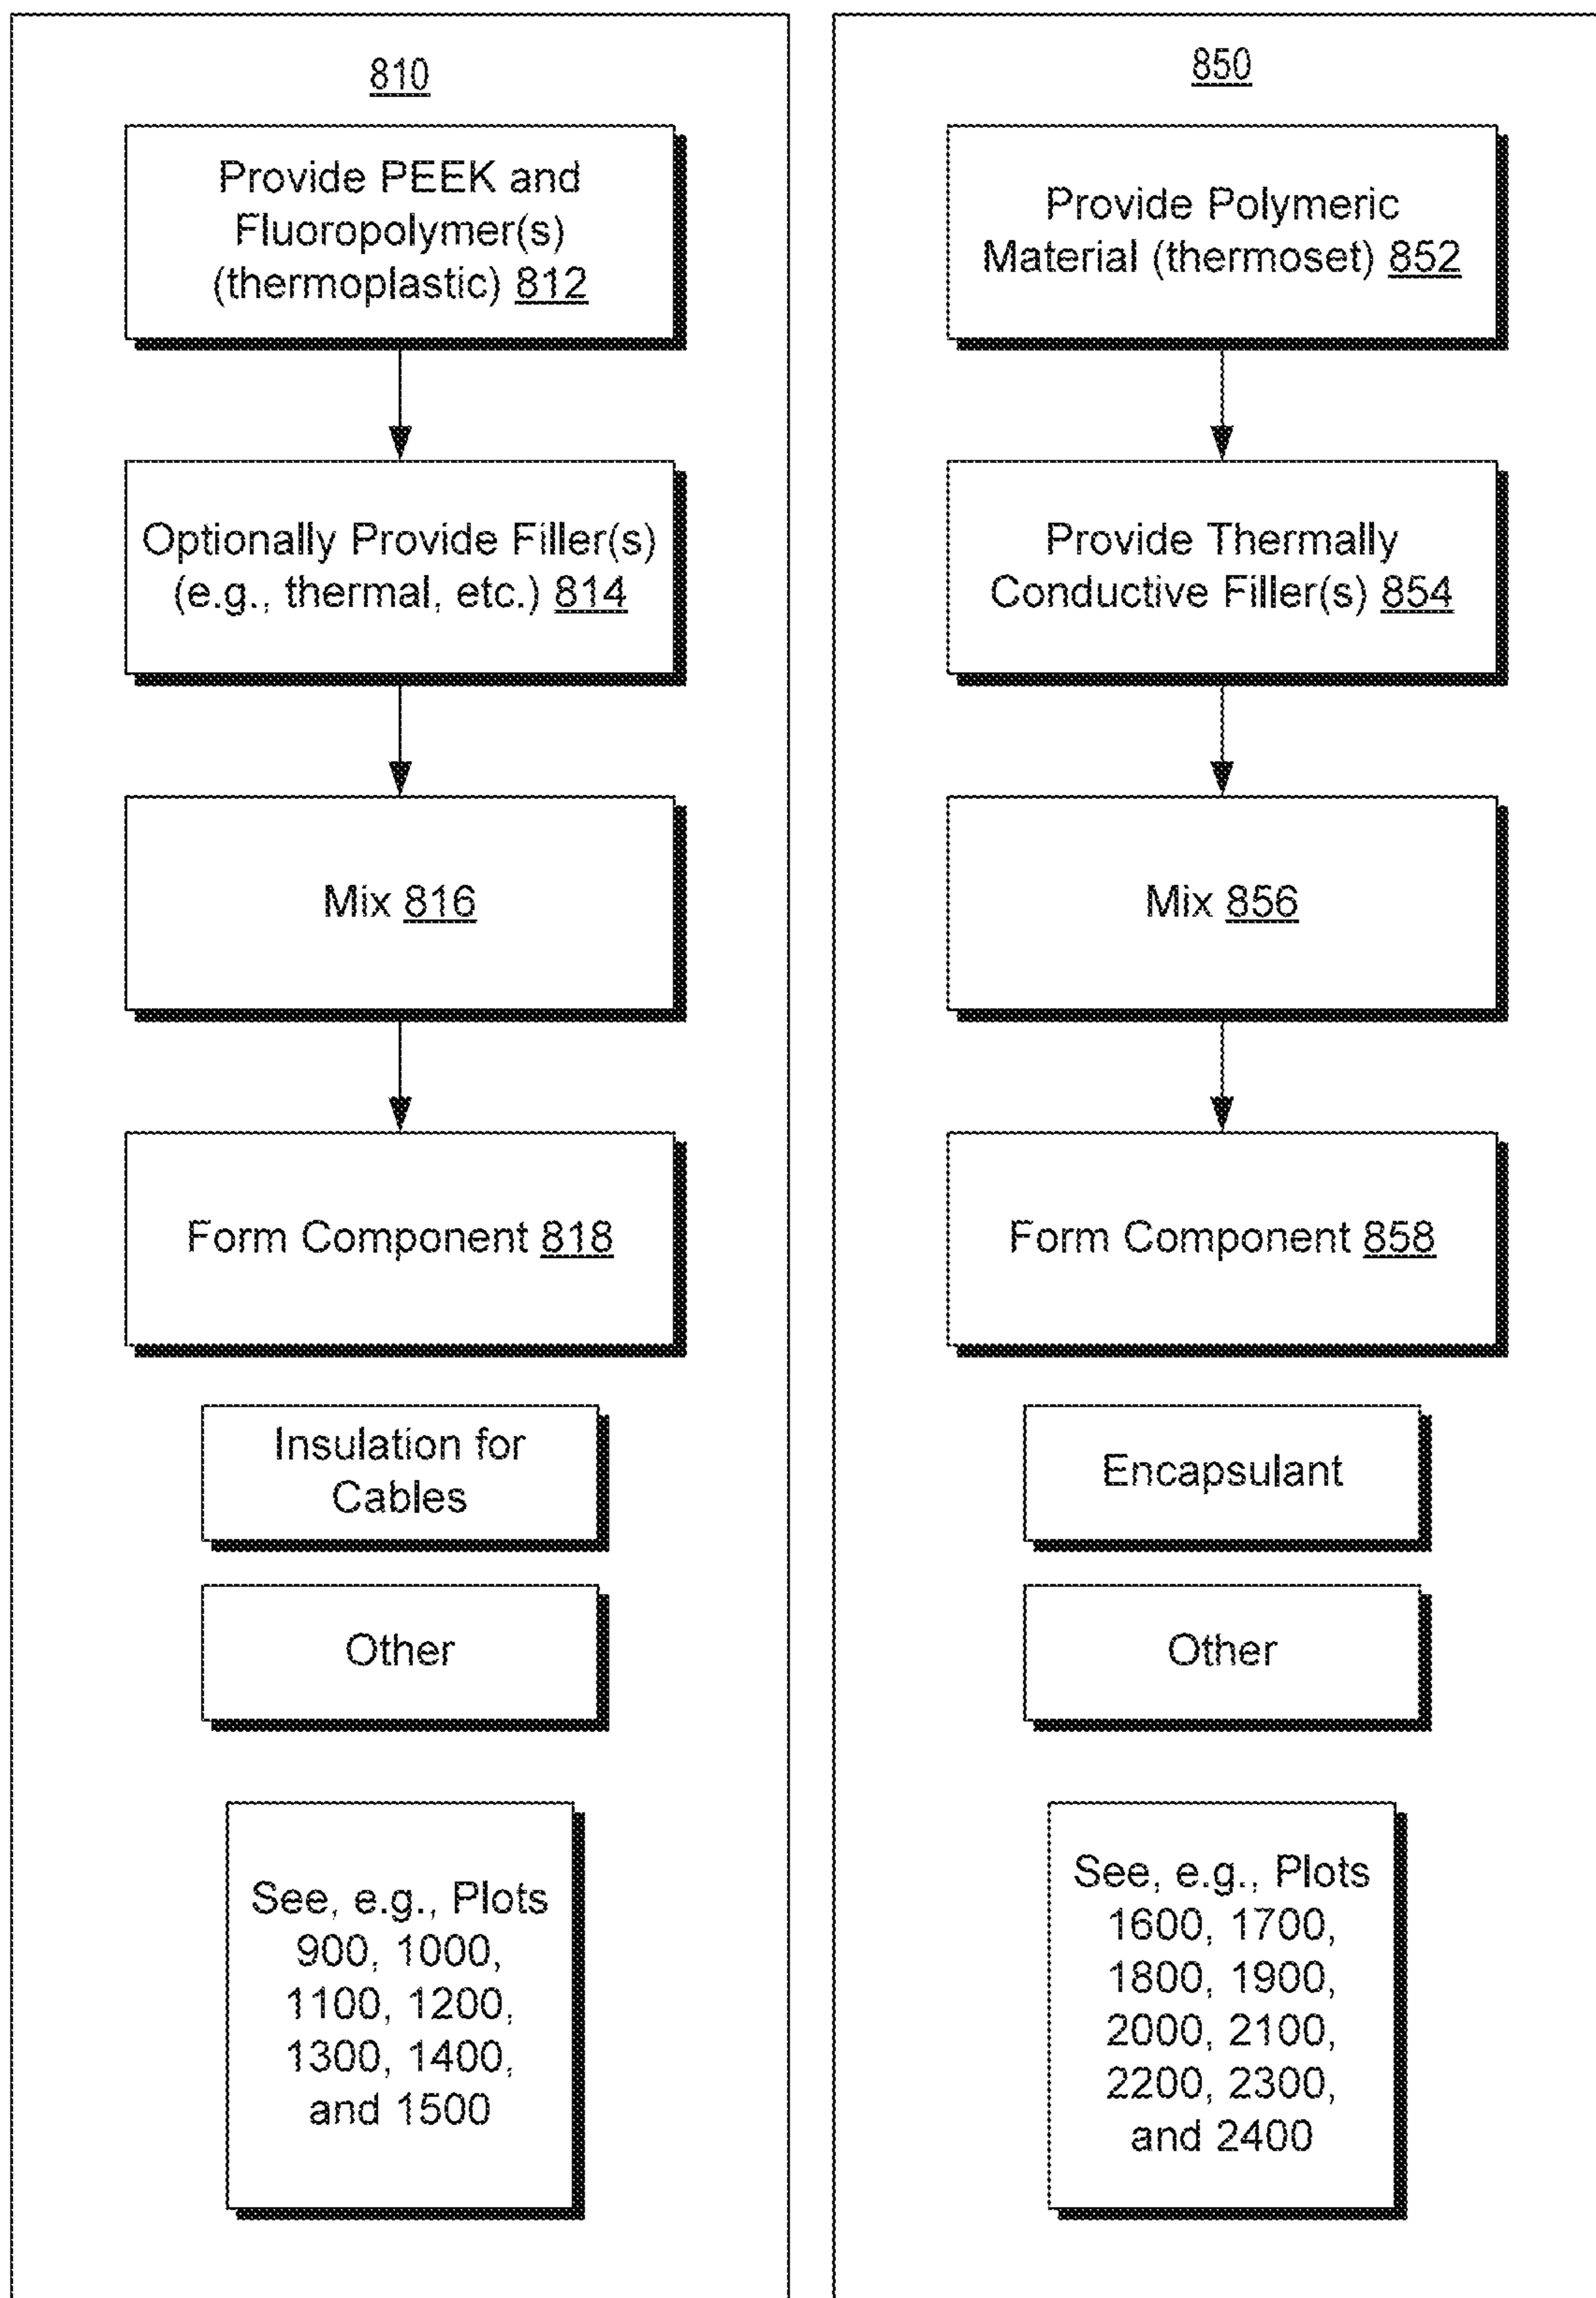 810
Provide PEEK and
Fluoropolymer(s)
(thermoplastic) 812
Optionally Provide Filler(s)
(e.g., thermal, etc.) 814
Mix 816
Form Component 818
Insulation for
Cables
Other
See, e.g., Plots
900, 1000,
1100, 1200,
1300, 1400,
and 1500
850
Provide Polymeric
Material (thermoset) 852
Provide Thermally
Conductive Filler(s) 854
Mix 856
Form Component 858
Encapsulant
Other
See, e.g., Plots
1600, 1700,
1800, 1900,
2000, 2100,
2200, 2300,
and 2400